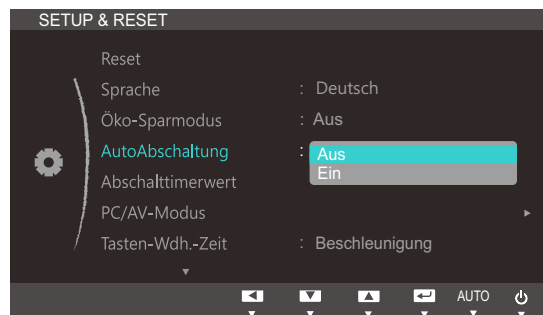 SETUP & RESET
Reset
Sprache : Deutsch
Öko-Sparmodus : Aus
AutoAbschaltung : Aus
Ein
Abschalttimerwert
PC/AV-Modus
Tasten-Wdh.-Zeit : Beschleunigung
AUTO